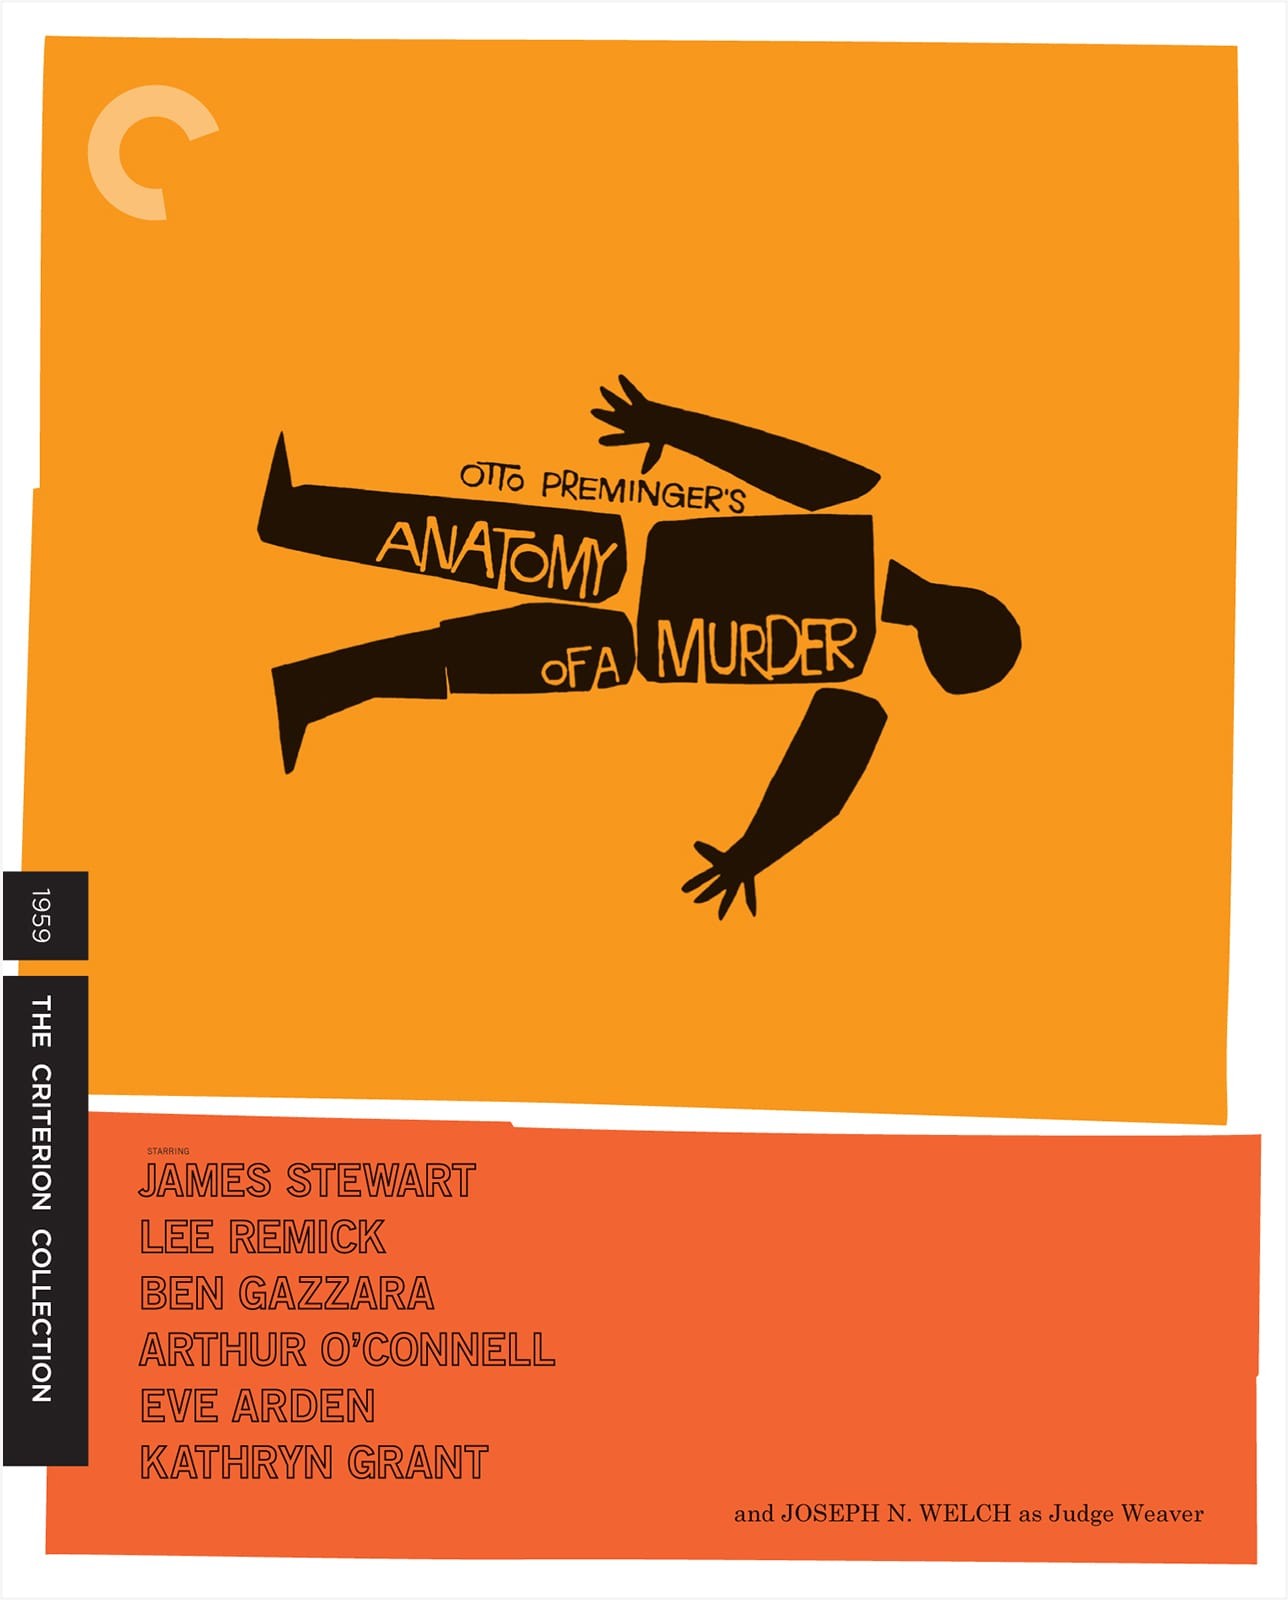 OTTO PREMINGER'S
ANATOMY
OF A MURDER
1959
THE CRITERION COLLECTION
STARRING
JAMES STEWART
LEE REMICK
BEN GAZZARA
ARTHUR O'CONNELL
EVE ARDEN
KATHRYN GRANT
and JOSEPH N. WELCH as Judge Weaver